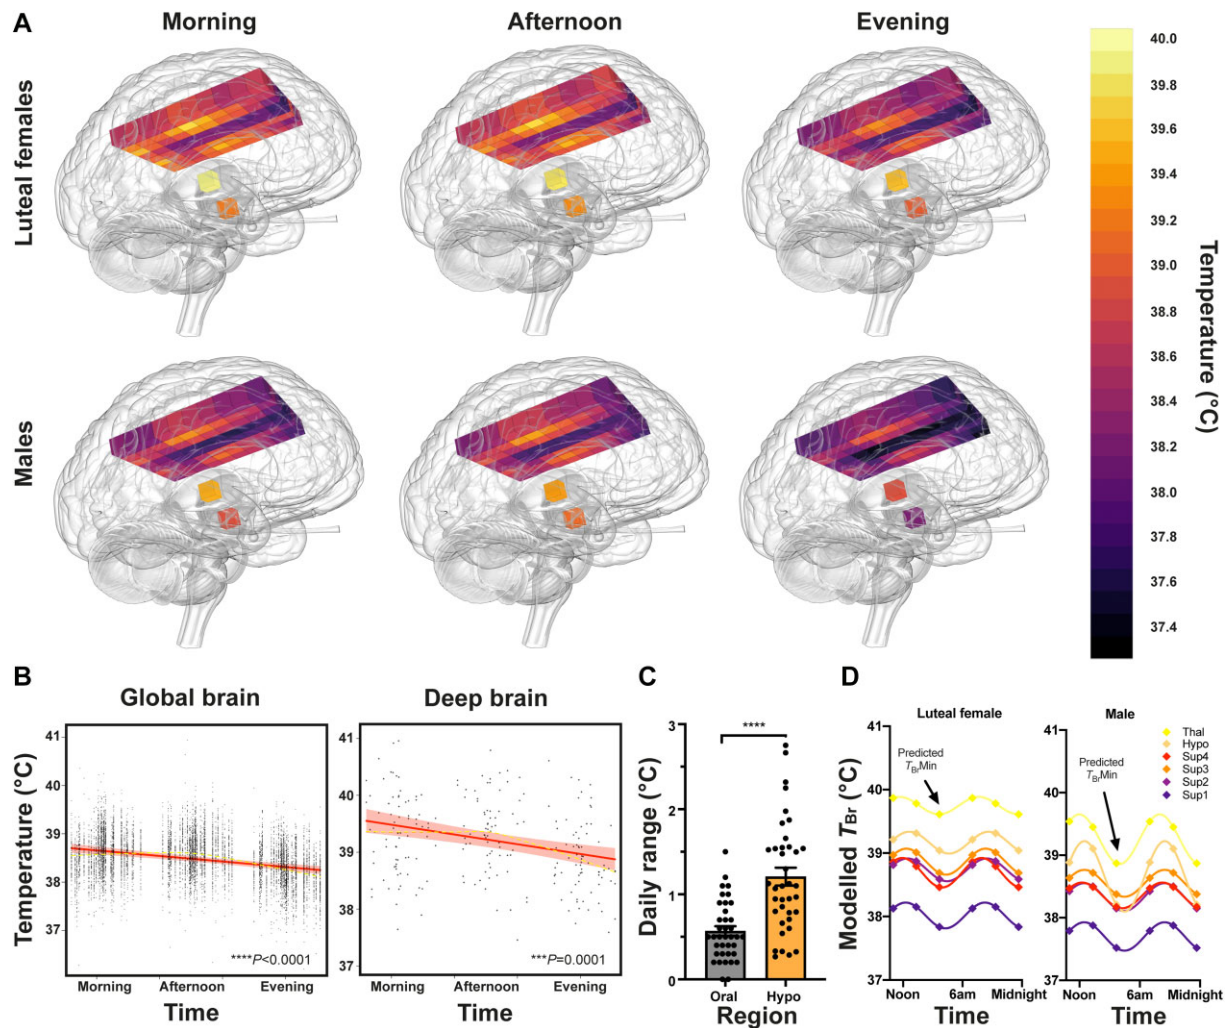 A
Morning
Afternoon
Evening
Luteal females
Males
40.0
39.8
39.6
39.4
39.2
39.0
38.8
38.6
38.4
38.2
38.0
37.8
37.6
37.4
Temperature (°C)
B
Global brain
Deep brain
Temperature (°C)
41
40
39
38
37
****P<0.0001
Morning Afternoon Evening
Time
41
40
39
38
37
***P=0.0001
Morning Afternoon Evening
Time
C
Daily range (°C)
3
2
1
0
****
Oral Hypo
Region
D
Modelled TBr (°C)
Luteal female
41
40
39
38
37
Predicted
TBrMin
Noon 6am Midnight
Time
Male
41
40
39
38
37
Predicted
TBrMin
Thal
Hypo
Sup4
Sup3
Sup2
Sup1
Noon 6am Midnight
Time